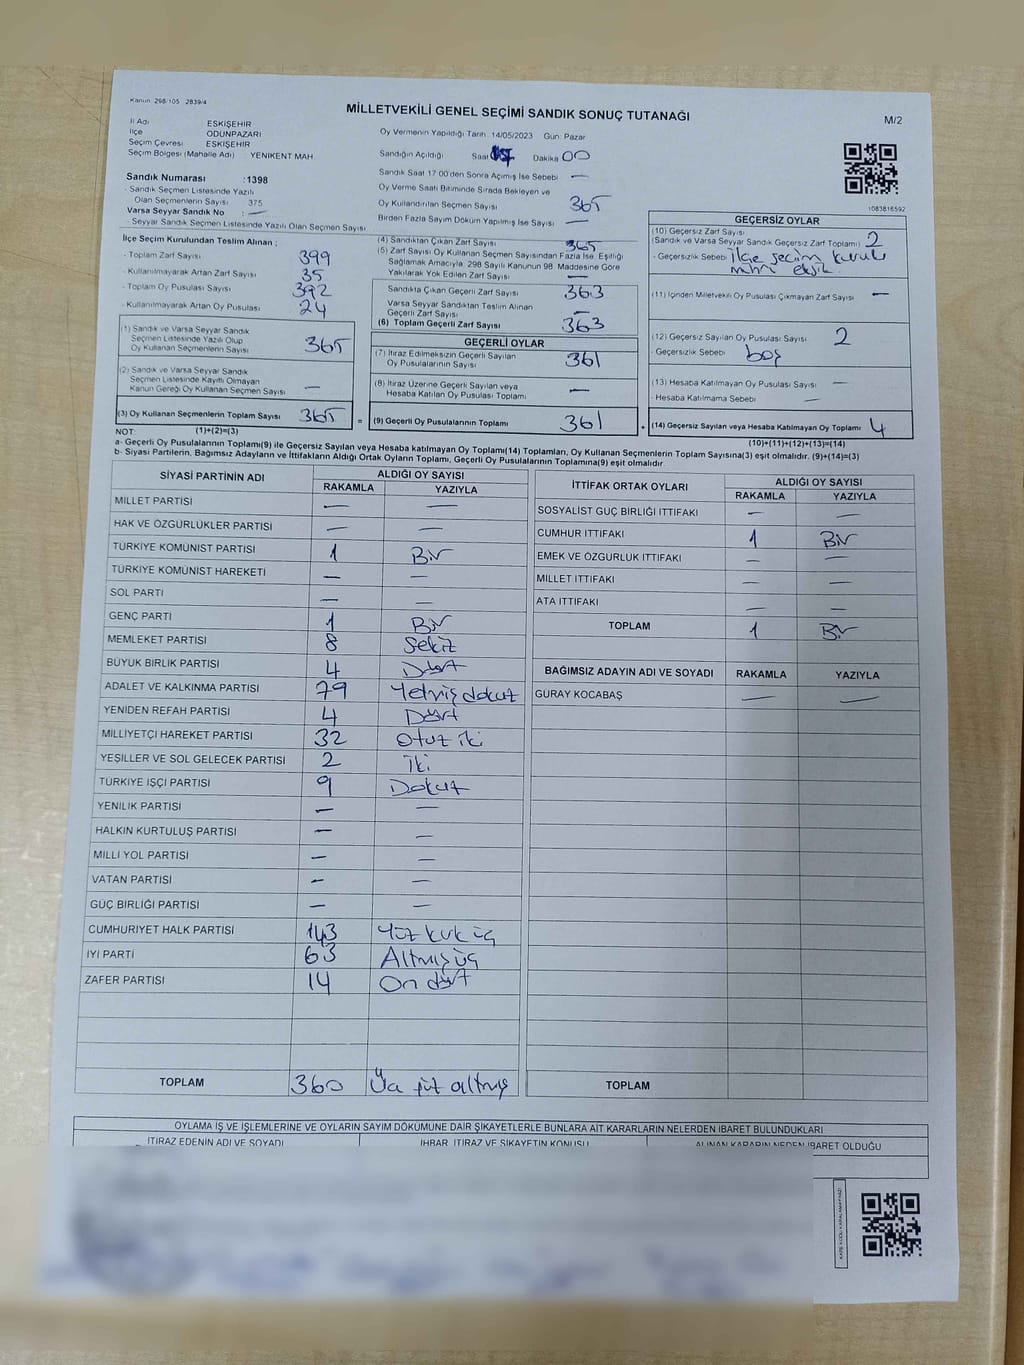 Kanun 298/105 2839/4
MİLLETVEKİLİ GENEL SEÇİMİ SANDIK SONUÇ TUTANAĞI
M/2
İl Adı ESKİŞEHİR
İlçe ODUNPAZARI
Seçim Çevresi ESKİŞEHİR
Seçim Bölgesi (Mahalle Adı) YENİKENT MAH
Oy Vermenin Yapıldığı Tarih: 14/05/2023 Gün: Pazar
Sandığın Açıldığı Saat Dakika 00
Sandık Saat 17:00'den Sonra Açılmış İse Sebebi —
Oy Verme Saati Bitiminde Sırada Bekleyen ve
Oy Kullandırılan Seçmen Sayısı 365
Birden Fazla Sayım Döküm Yapılmış İse Sayısı —
1083816592
Sandık Numarası :1398
- Sandık Seçmen Listesinde Yazılı
Olan Seçmenlerin Sayısı 375
Varsa Seyyar Sandık No : —
- Seyyar Sandık Seçmen Listesinde Yazılı Olan Seçmen Sayısı
İlçe Seçim Kurulundan Teslim Alınan ;
- Toplam Zarf Sayısı 399
- Kullanılmayarak Artan Zarf Sayısı 35
- Toplam Oy Pusulası Sayısı 392
- Kullanılmayarak Artan Oy Pusulası 24
(1) Sandık ve Varsa Seyyar Sandık
Seçmen Listesinde Yazılı Olup
Oy Kullanan Seçmenlerin Sayısı 365
(2) Sandık ve Varsa Seyyar Sandık
Seçmen Listesinde Kayıtlı Olmayan
Kanun Gereği Oy Kullanan Seçmen Sayısı —
(3) Oy Kullanan Seçmenlerin Toplam Sayısı 365 =
(4) Sandıktan Çıkan Zarf Sayısı 365
(5) Zarf Sayısı Oy Kullanan Seçmen Sayısından Fazla İse, Eşitliği
Sağlamak Amacıyla, 298 Sayılı Kanunun 98. Maddesine Göre
Yakılarak Yok Edilen Zarf Sayısı —
Sandıkta Çıkan Geçerli Zarf Sayısı 363
Varsa Seyyar Sandıktan Teslim Alınan
Geçerli Zarf Sayısı —
(6) Toplam Geçerli Zarf Sayısı 363
GEÇERLİ OYLAR
(7) İtiraz Edilmeksizin Geçerli Sayılan
Oy Pusulalarının Sayısı 361
(8) İtiraz Üzerine Geçerli Sayılan veya
Hesaba Katılan Oy Pusulası Toplamı —
(9) Geçerli Oy Pusulalarının Toplamı 361 +
GEÇERSİZ OYLAR
(10) Geçersiz Zarf Sayısı
(Sandık ve Varsa Seyyar Sandık Geçersiz Zarf Toplamı) 2
- Geçersizlik Sebebi ilçe seçim kurulu
mührü eksik
(11) İçinden Milletvekili Oy Pusulası Çıkmayan Zarf Sayısı —
(12) Geçersiz Sayılan Oy Pusulası Sayısı 2
- Geçersizlik Sebebi boş
(13) Hesaba Katılmayan Oy Pusulası Sayısı —
- Hesaba Katılmama Sebebi —
(14) Geçersiz Sayılan veya Hesaba Katılmayan Oy Toplamı 4
NOT: (1)+(2)=(3)
(10)+(11)+(12)+(13)=(14)
a- Geçerli Oy Pusulalarının Toplamı(9) ile Geçersiz Sayılan veya Hesaba katılmayan Oy Toplamı(14) Toplamları, Oy Kullanan Seçmenlerin Toplam Sayısına(3) eşit olmalıdır. (9)+(14)=(3)
b- Siyasi Partilerin, Bağımsız Adayların ve İttifakların Aldığı Ortak Oyların Toplamı, Geçerli Oy Pusulalarının Toplamına(9) eşit olmalıdır.
SİYASİ PARTİNİN ADI ALDIĞI OY SAYISI
RAKAMLA YAZIYLA
MİLLET PARTİSİ — —
HAK VE ÖZGÜRLÜKLER PARTİSİ — —
TÜRKİYE KOMÜNİST PARTİSİ 1 Bir
TÜRKİYE KOMÜNİST HAREKETİ — —
SOL PARTİ — —
GENÇ PARTİ 1 Bir
MEMLEKET PARTİSİ 8 Sekiz
BÜYÜK BİRLİK PARTİSİ 4 Dört
ADALET VE KALKINMA PARTİSİ 79 Yetmiş dokuz
YENİDEN REFAH PARTİSİ 4 Dört
MİLLİYETÇİ HAREKET PARTİSİ 32 Otuz iki
YEŞİLLER VE SOL GELECEK PARTİSİ 2 İki
TÜRKİYE İŞÇİ PARTİSİ 9 Dokuz
YENİLİK PARTİSİ — —
HALKIN KURTULUŞ PARTİSİ — —
MİLLİ YOL PARTİSİ — —
VATAN PARTİSİ — —
GÜÇ BİRLİĞİ PARTİSİ — —
CUMHURİYET HALK PARTİSİ 143 Yüz kırk üç
İYİ PARTİ 63 Altmış üç
ZAFER PARTİSİ 14 On dört
TOPLAM 360 Üç yüz altmış
İTTİFAK ORTAK OYLARI ALDIĞI OY SAYISI
RAKAMLA YAZIYLA
SOSYALİST GÜÇ BİRLİĞİ İTTİFAKI — —
CUMHUR İTTİFAKI 1 Bir
EMEK VE ÖZGÜRLÜK İTTİFAKI — —
MİLLET İTTİFAKI — —
ATA İTTİFAKI — —
TOPLAM 1 Bir
BAĞIMSIZ ADAYIN ADI VE SOYADI RAKAMLA YAZIYLA
GÜRAY KOCABAŞ — —
TOPLAM
OYLAMA İŞ VE İŞLEMLERİNE VE OYLARIN SAYIM DÖKÜMÜNE DAİR ŞİKAYETLERLE BUNLARA AİT KARARLARIN NELERDEN İBARET BULUNDUKLARI
İTİRAZ EDENİN ADI VE SOYADI İHBAR, İTİRAZ VE ŞİKAYETİN KONUSU ALINAN KARARIN NEDEN İBARET OLDUĞU